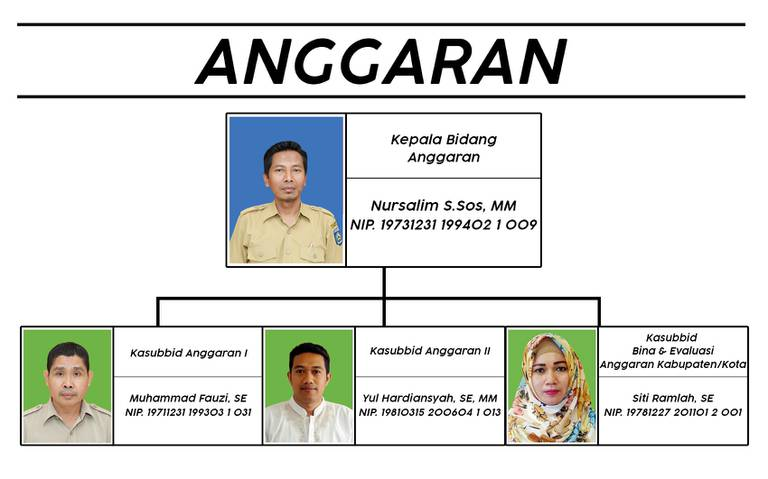 ANGGARAN
Kepala Bidang
Anggaran
Nursalim S.Sos, MM
NIP. 19731231 199402 1 009
Kasubbid Anggaran I
Muhammad Fauzi, SE
NIP. 19711231 199303 1 031
Kasubbid Anggaran II
Yul Hardiansyah, SE, MM
NIP. 19810315 200604 1 013
Kasubbid
Bina & Evaluasi
Anggaran Kabupaten/Kota
Siti Ramlah, SE
NIP. 19781227 201101 2 001